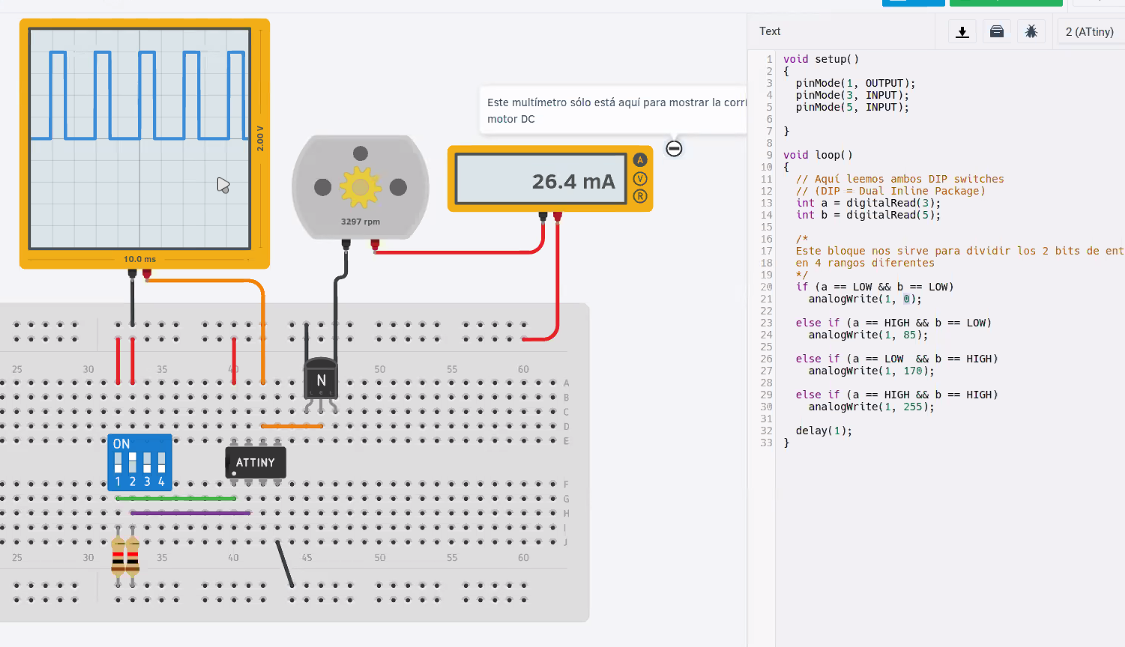 2.00 V
10.0 ms
3297 rpm
Este multímetro sólo está aquí para mostrar la corri
motor DC
26.4 mA
A
V
R
25 30 35 40 45 50 55 60
N
A
B
C
D
E
ON
1 2 3 4
ATTINY
F
G
H
I
J
25 30 35 40 45 50 55 60
Text
2 (ATtiny)
1 void setup()
2 {
3 pinMode(1, OUTPUT);
4 pinMode(3, INPUT);
5 pinMode(5, INPUT);
6
7 }
8
9 void loop()
10 {
11 // Aquí leemos ambos DIP switches
12 // (DIP = Dual Inline Package)
13 int a = digitalRead(3);
14 int b = digitalRead(5);
15
16 /*
17 Este bloque nos sirve para dividir los 2 bits de ent
18 en 4 rangos diferentes
19 */
20 if (a == LOW && b == LOW)
21 analogWrite(1, 0);
22
23 else if (a == HIGH && b == LOW)
24 analogWrite(1, 85);
25
26 else if (a == LOW && b == HIGH)
27 analogWrite(1, 170);
28
29 else if (a == HIGH && b == HIGH)
30 analogWrite(1, 255);
31
32 delay(1);
33 }